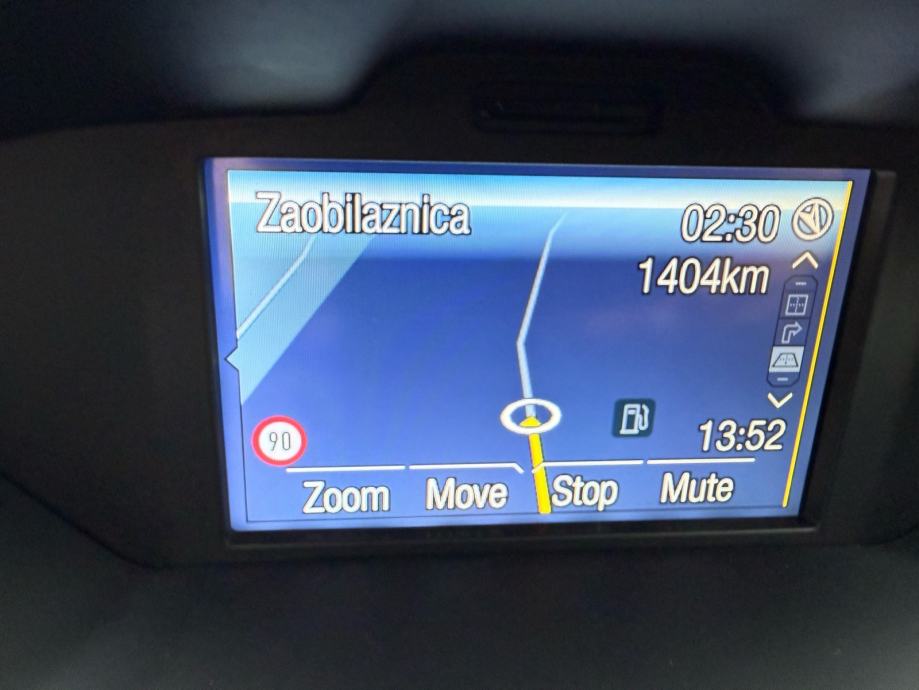 Zaobilaznica
02:30
1404km
90
13:52
Zoom Move Stop Mute